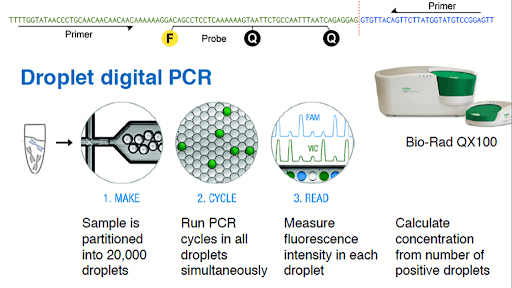 TTTTGGTATAACCCTGCAACAACAACAACAAAAAAGGACAGCCTCCTCAAAAAAGTAATTCTGCCAATTTAATCAGAGGAGGTGTTACAGTTCTTATGGTATGTCCGGAGTT
Primer
F
Probe
Q
Q
Primer
Droplet digital PCR
FAM
VIC
Bio-Rad QX100
1. MAKE
2. CYCLE
3. READ
Sample is
partitioned
into 20,000
droplets
Run PCR
cycles in all
droplets
simultaneously
Measure
fluorescence
intensity in each
droplet
Calculate
concentration
from number of
positive droplets